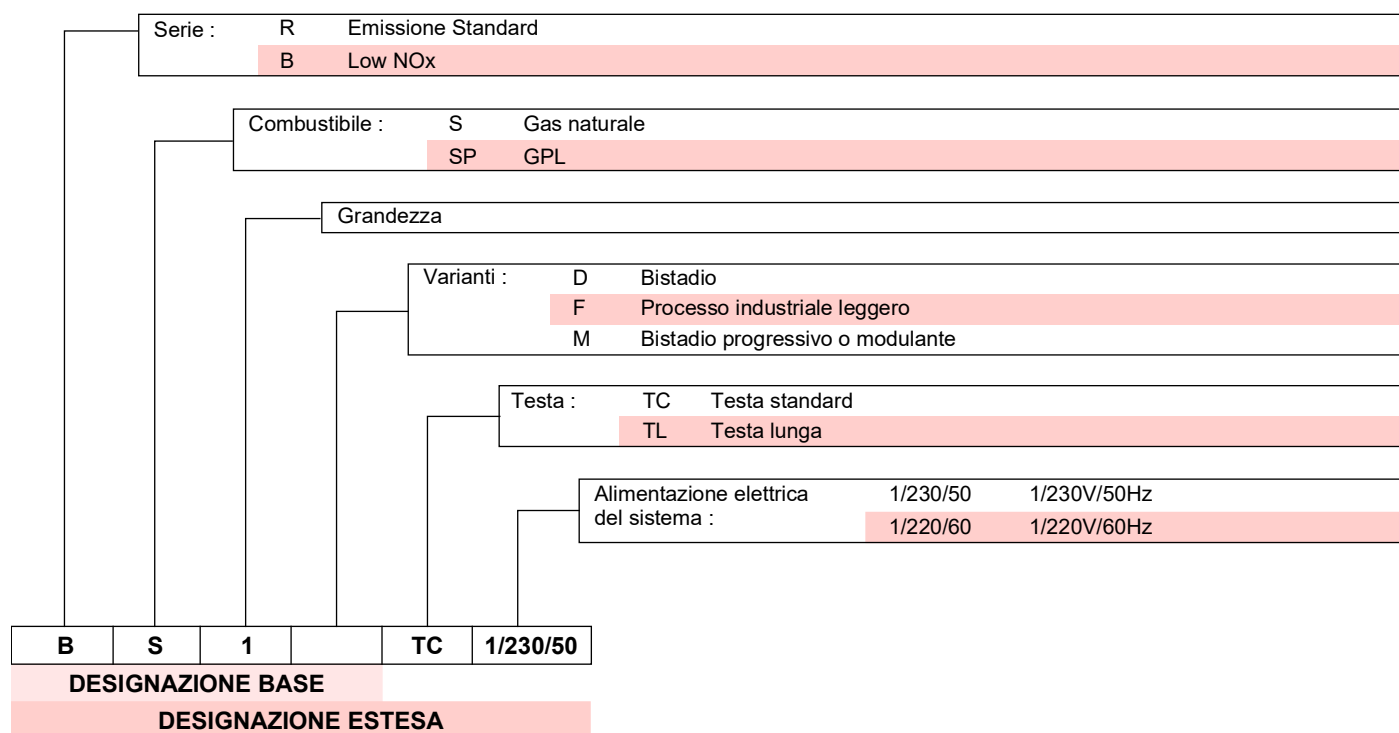 Serie : R Emissione Standard
B Low NOx
Combustibile : S Gas naturale
SP GPL
Grandezza
Varianti : D Bistadio
F Processo industriale leggero
M Bistadio progressivo o modulante
Testa : TC Testa standard
TL Testa lunga
Alimentazione elettrica 1/230/50 1/230V/50Hz
del sistema : 1/220/60 1/220V/60Hz
B S 1 TC 1/230/50
DESIGNAZIONE BASE
DESIGNAZIONE ESTESA